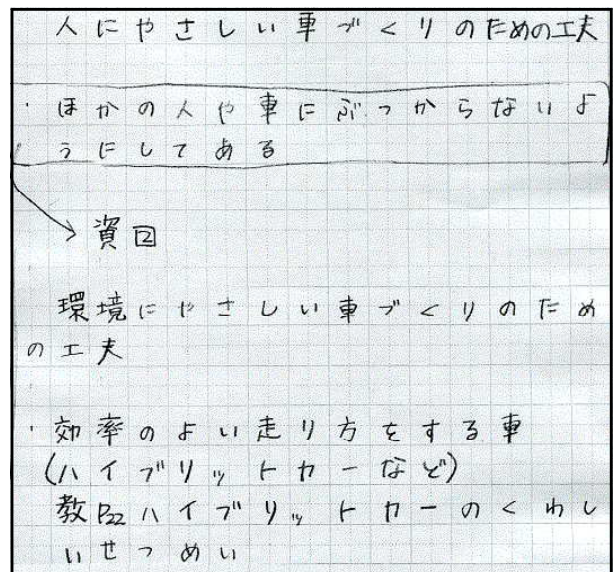 人にやさしい車づくりのための工夫
・ほかの人や車にぶつからないよ
うにしてある
→資2
環境にやさしい車づくりのため
の工夫
・効率のよい走り方をする車
(ハイブリットカーなど)
教P22ハイブリットカーのくわし
いせつめい